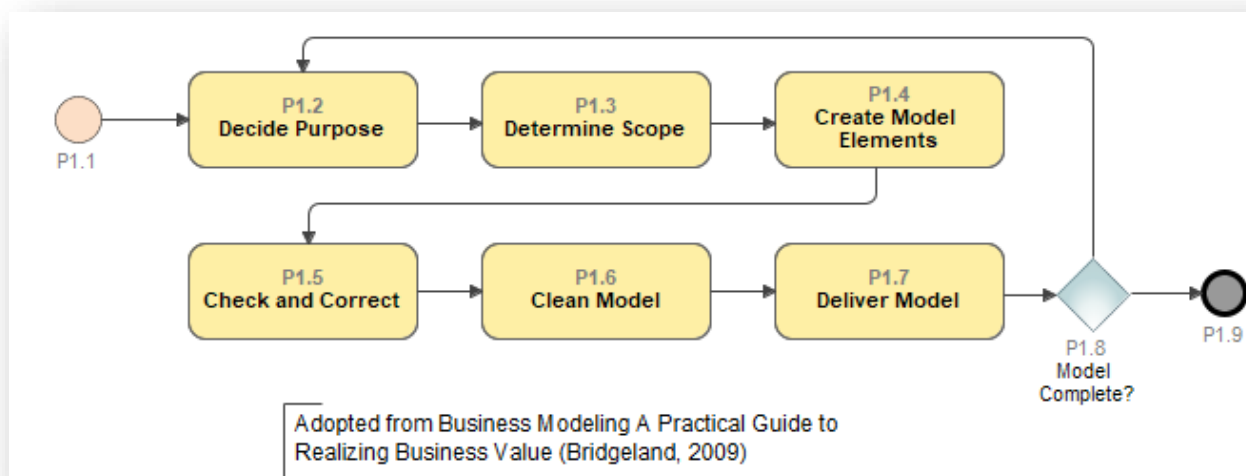 P1.1
P1.2
Decide Purpose
P1.3
Determine Scope
P1.4
Create Model
Elements
P1.5
Check and Correct
P1.6
Clean Model
P1.7
Deliver Model
P1.8
Model
Complete?
P1.9
Adopted from Business Modeling A Practical Guide to
Realizing Business Value (Bridgeland, 2009)